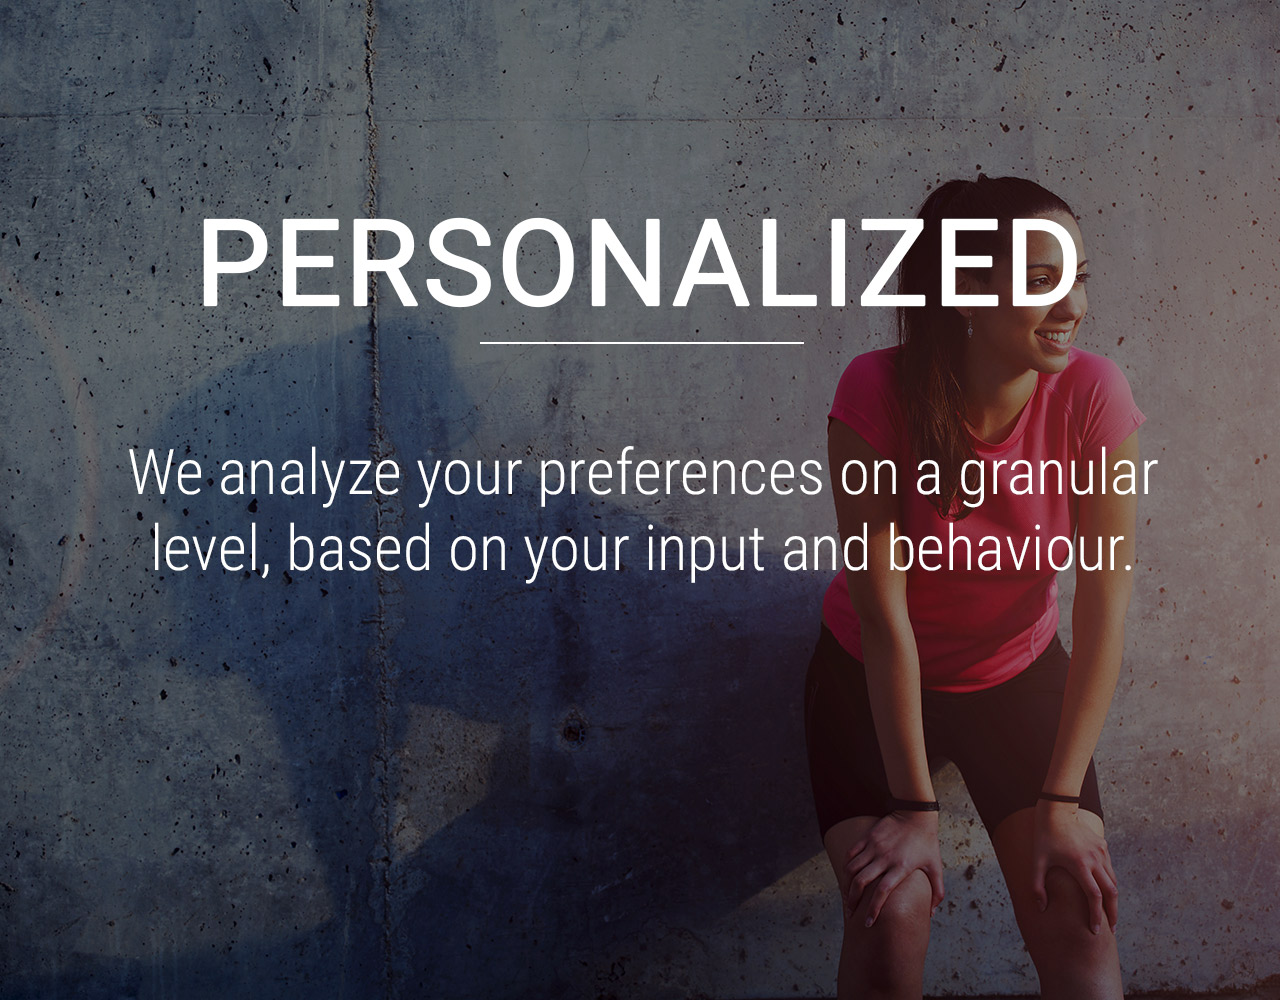 PERSONALIZED
We analyze your preferences on a granular
level, based on your input and behaviour.